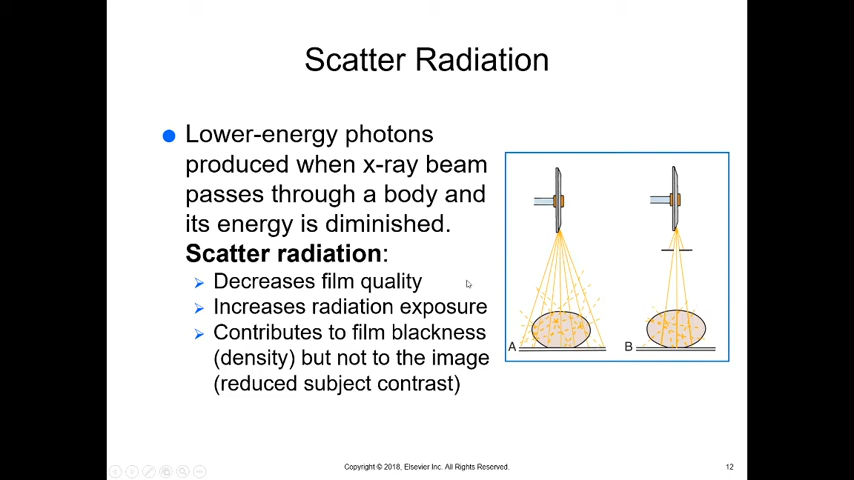 Scatter Radiation
Lower-energy photons
produced when x-ray beam
passes through a body and
its energy is diminished.
Scatter radiation:
Decreases film quality
Increases radiation exposure
Contributes to film blackness
(density) but not to the image
(reduced subject contrast)
A
B
Copyright © 2018, Elsevier Inc. All Rights Reserved.
12